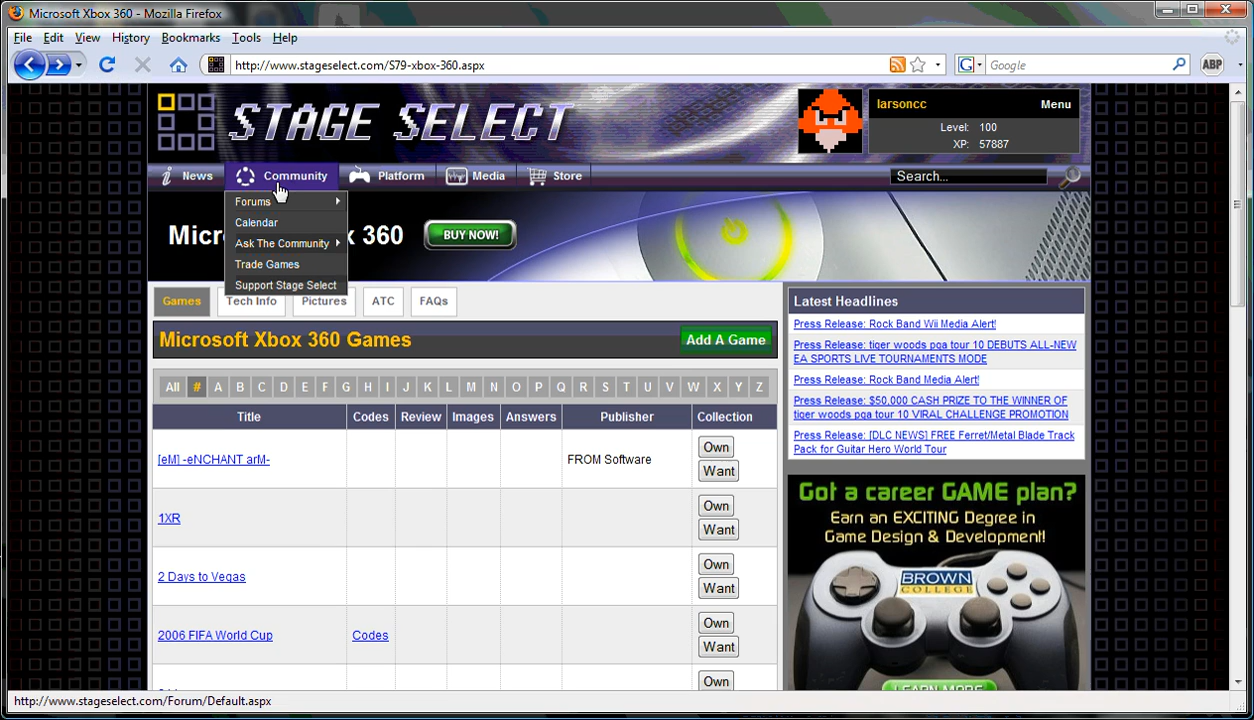 Microsoft Xbox 360 - Mozilla Firefox
File Edit View History Bookmarks Tools Help
http://www.stageselect.com/S79-xbox-360.aspx
G Google
ABP
STAGE SELECT
larsoncc Menu
Level: 100
XP: 57887
News Community Platform Media Store
Search...
Forums
Calendar
Ask The Community
Trade Games
Support Stage Select
Micr 360
BUY NOW!
Games Tech Info Pictures ATC FAQs
Microsoft Xbox 360 Games
Add A Game
All # A B C D E F G H I J K L M N O P Q R S T U V W X Y Z
Title Codes Review Images Answers Publisher Collection
[eM] -eNCHANT arM- FROM Software Own
Want
1XR Own
Want
2 Days to Vegas Own
Want
2006 FIFA World Cup Codes Own
Want
Own
Latest Headlines
Press Release: Rock Band Wii Media Alert!
Press Release: tiger woods pga tour 10 DEBUTS ALL-NEW
EA SPORTS LIVE TOURNAMENTS MODE
Press Release: Rock Band Media Alert!
Press Release: $50,000 CASH PRIZE TO THE WINNER OF
tiger woods pga tour 10 VIRAL CHALLENGE PROMOTION
Press Release: [DLC NEWS] FREE Ferret/Metal Blade Track
Pack for Guitar Hero World Tour
Got a career GAME plan?
Earn an EXCITING Degree in
Game Design & Development!
BROWN
COLLEGE
LEARN MORE
http://www.stageselect.com/Forum/Default.aspx